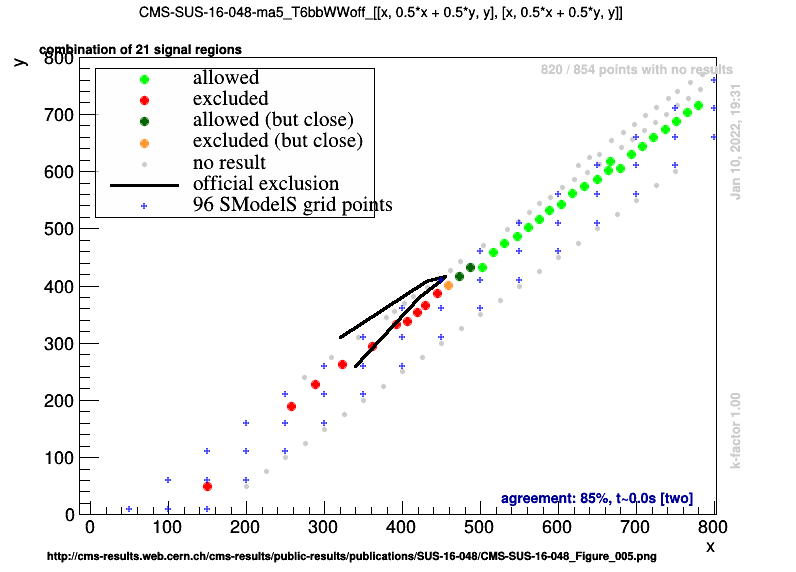 CMS-SUS-16-048-ma5_T6bbWWoff_[[x, 0.5*x + 0.5*y, y], [x, 0.5*x + 0.5*y, y]]
combination of 21 signal regions
y
820 / 854 points with no results
allowed
excluded
allowed (but close)
excluded (but close)
no result
official exclusion
96 SModelS grid points
Jan 10, 2022, 19:31
k-factor 1.00
800
700
600
500
400
300
200
100
0
agreement: 85%, t~0.0s [two]
0 100 200 300 400 500 600 700 800
x
http://cms-results.web.cern.ch/cms-results/public-results/publications/SUS-16-048/CMS-SUS-16-048_Figure_005.png